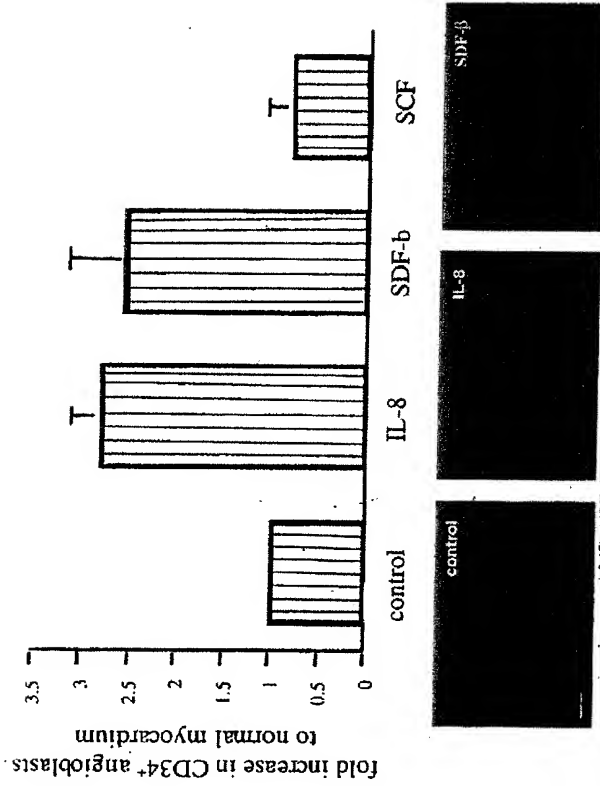 fold increase in CD34⁺ angioblasts
to normal myocardium
3.5
3
2.5
2
1.5
1
0.5
0
control
IL-8
SDF-b
SCF
control
IL-8
SDF-β